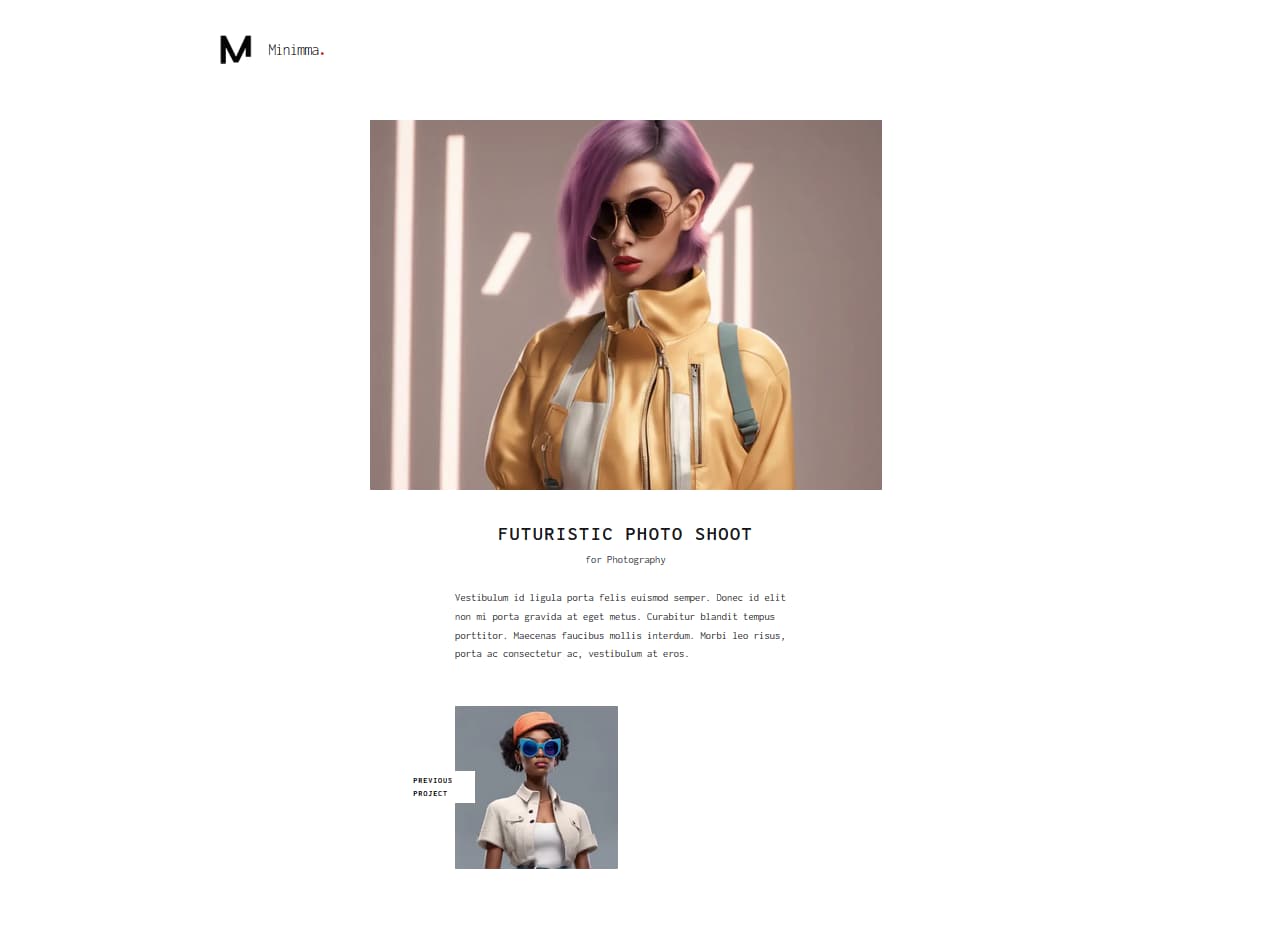 M Minimma.
FUTURISTIC PHOTO SHOOT
for Photography
Vestibulum id ligula porta felis euismod semper. Donec id elit
non mi porta gravida at eget metus. Curabitur blandit tempus
porttitor. Maecenas faucibus mollis interdum. Morbi leo risus,
porta ac consectetur ac, vestibulum at eros.
PREVIOUS
PROJECT